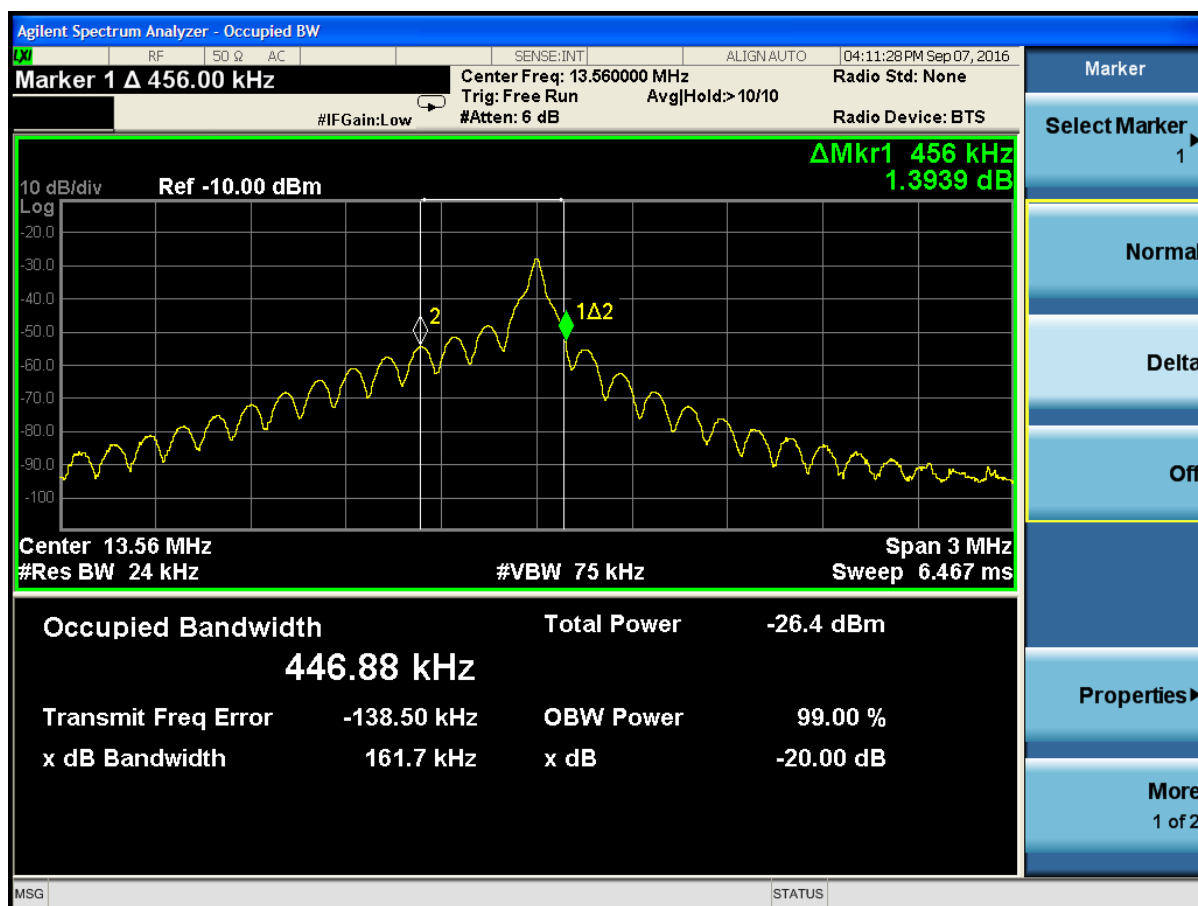 Agilent Spectrum Analyzer - Occupied BW
LXI RF 50 Ω AC SENSE:INT ALIGN AUTO 04:11:28 PM Sep 07, 2016
Marker 1 Δ 456.00 kHz
Center Freq: 13.560000 MHz Radio Std: None
Trig: Free Run Avg|Hold:> 10/10
#IFGain:Low #Atten: 6 dB Radio Device: BTS
ΔMkr1 456 kHz
1.3939 dB
10 dB/div Ref -10.00 dBm
Log
-20.0
-30.0
-40.0
-50.0
-60.0
-70.0
-80.0
-90.0
-100
2
1Δ2
Center 13.56 MHz Span 3 MHz
#Res BW 24 kHz #VBW 75 kHz Sweep 6.467 ms
Occupied Bandwidth Total Power -26.4 dBm
446.88 kHz
Transmit Freq Error -138.50 kHz OBW Power 99.00 %
x dB Bandwidth 161.7 kHz x dB -20.00 dB
MSG STATUS
Marker
Select Marker
1
Normal
Delta
Off
Properties
More
1 of 2